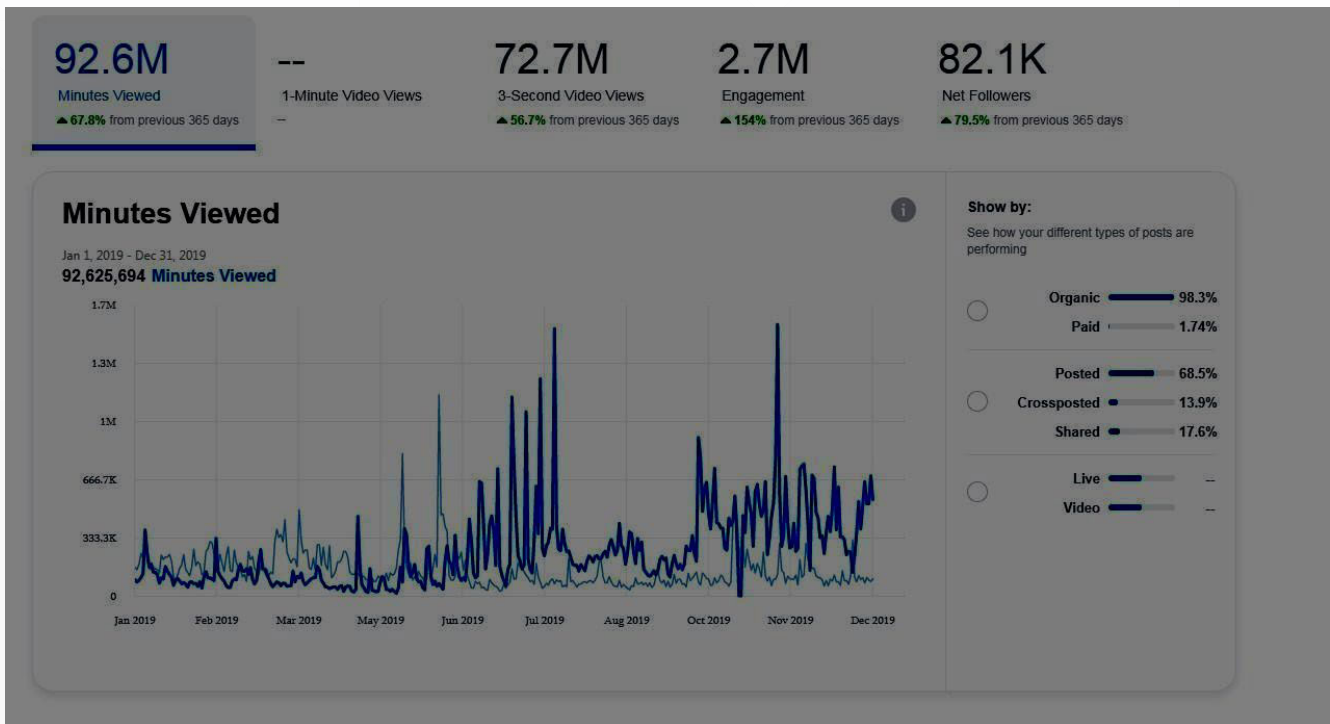 92.6M
Minutes Viewed
67.8% from previous 365 days
--
1-Minute Video Views
--
72.7M
3-Second Video Views
56.7% from previous 365 days
2.7M
Engagement
154% from previous 365 days
82.1K
Net Followers
79.5% from previous 365 days
Minutes Viewed
Jan 1, 2019 - Dec 31, 2019
92,625,694 Minutes Viewed
1.7M
1.3M
1M
666.7K
333.3K
0
Jan 2019 Feb 2019 Mar 2019 May 2019 Jun 2019 Jul 2019 Aug 2019 Oct 2019 Nov 2019 Dec 2019
i
Show by:
See how your different types of posts are
performing
Organic 98.3%
Paid 1.74%
Posted 68.5%
Crossposted 13.9%
Shared 17.6%
Live --
Video --